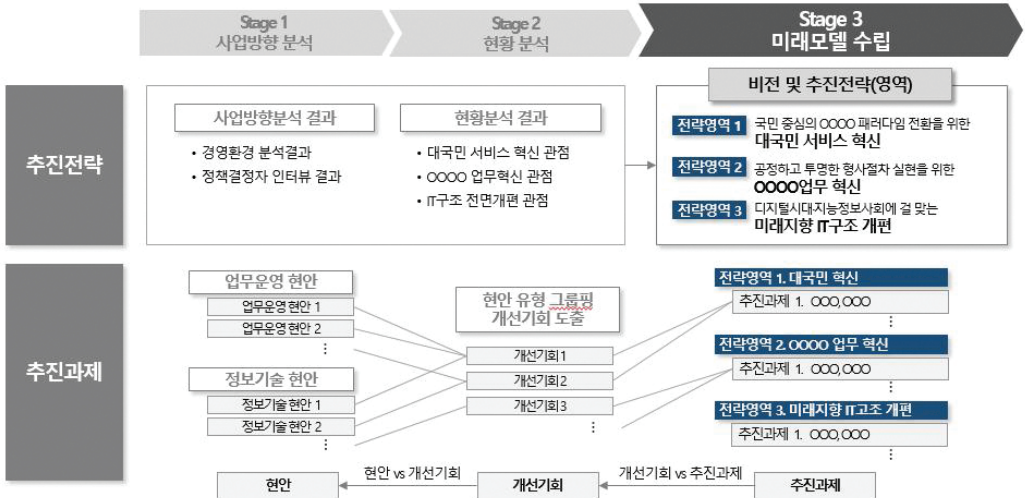 Stage 1
사업방향 분석
Stage 2
현황 분석
Stage 3
미래모델 수립
추진전략
사업방향분석 결과
• 경영환경 분석결과
• 정책결정자 인터뷰 결과
현황분석 결과
• 대국민 서비스 혁신 관점
• OOOO 업무혁신 관점
• IT구조 전면개편 관점
비전 및 추진전략(영역)
전략영역 1
국민 중심의 OOOO 패러다임 전환을 위한
대국민 서비스 혁신
전략영역 2
공정하고 투명한 형사절차 실현을 위한
OOOO업무 혁신
전략영역 3
디지털시대·지능정보사회에 걸 맞는
미래지향 IT구조 개편
추진과제
업무운영 현안
업무운영 현안 1
업무운영 현안 2
⋮
정보기술 현안
정보기술 현안 1
정보기술 현안 2
⋮
현안 유형 그룹핑
개선기회 도출
개선기회1
개선기회2
개선기회3
⋮
전략영역 1. 대국민 혁신
추진과제 1. OOO,OOO
⋮
전략영역 2. OOOO 업무 혁신
추진과제 1. OOO,OOO
⋮
전략영역 3. 미래지향 IT고조 개편
추진과제 1. OOO,OOO
⋮
현안
현안 vs 개선기회
개선기회
개선기회 vs 추진과제
추진과제